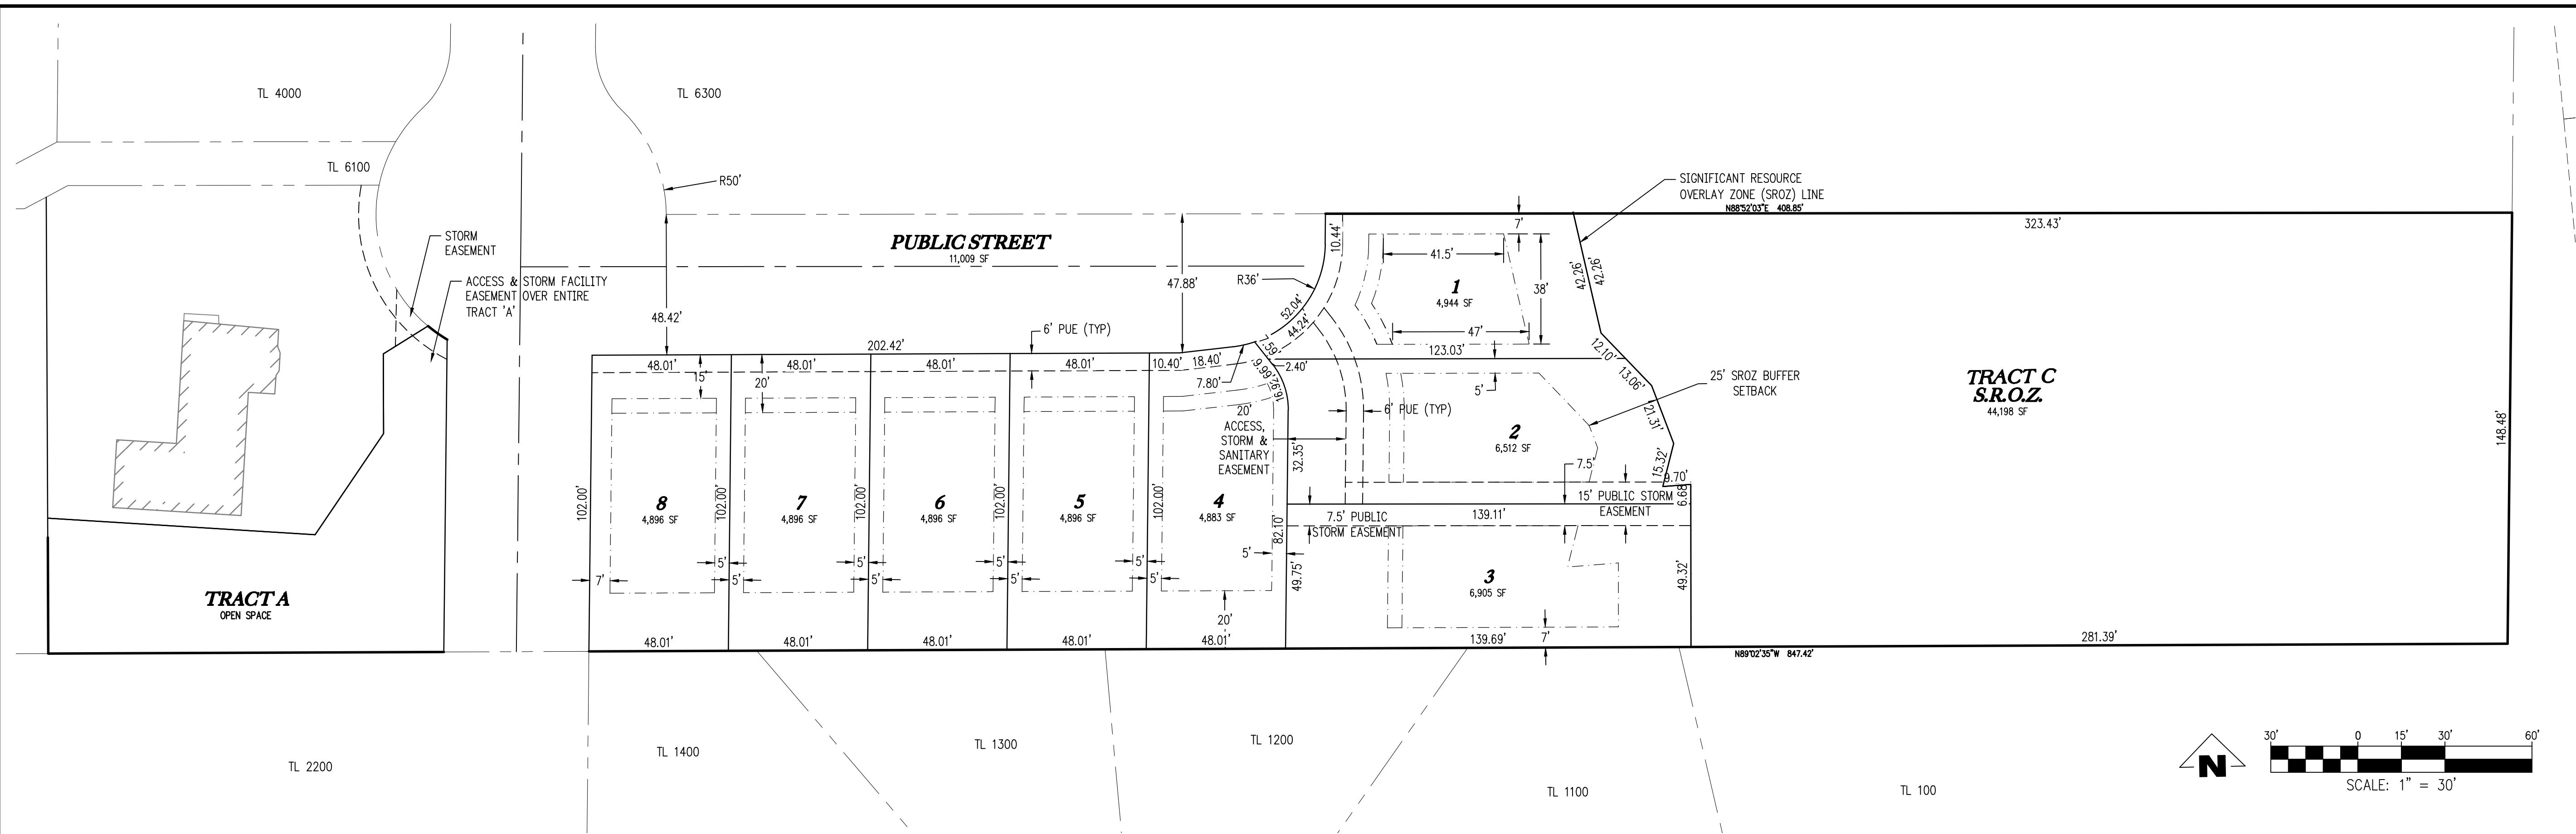 TL 4000
TL 6300
TL 6100
R50'
STORM
EASEMENT
ACCESS & STORM FACILITY
EASEMENT OVER ENTIRE
TRACT 'A'
TRACT A
OPEN SPACE
PUBLIC STREET
11,009 SF
48.42'
47.88'
R36'
10.44'
52.04'
44.24'
7.59'
6' PUE (TYP)
202.42'
48.01'
48.01'
48.01'
48.01'
10.40'
18.40'
7.80'
9.99'
16.92'
2.40'
15'
20'
SIGNIFICANT RESOURCE
OVERLAY ZONE (SROZ) LINE
N88°52'03"E 408.85'
323.43'
7'
41.5'
1
4,944 SF
38'
47'
42.26'
42.26'
123.03'
12.10'
13.06'
21.31'
15.32'
9.70'
6.68'
5'
25' SROZ BUFFER
SETBACK
6' PUE (TYP)
20'
ACCESS,
STORM &
SANITARY
EASEMENT
32.35'
2
6,512 SF
7.5'
15' PUBLIC STORM
EASEMENT
7.5' PUBLIC
STORM EASEMENT
139.11'
TRACT C
S.R.O.Z.
44,198 SF
148.48'
102.00'
8
4,896 SF
102.00'
7
4,896 SF
102.00'
6
4,896 SF
102.00'
5
4,896 SF
102.00'
4
4,883 SF
82.10'
49.75'
3
6,905 SF
49.32'
7'
5'
5'
5'
5'
5'
5'
5'
5'
5'
20'
7'
48.01'
48.01'
48.01'
48.01'
48.01'
139.69'
281.39'
N89°02'35"W 847.42'
TL 2200
TL 1400
TL 1300
TL 1200
TL 1100
TL 100
N
30' 0 15' 30' 60'
SCALE: 1" = 30'